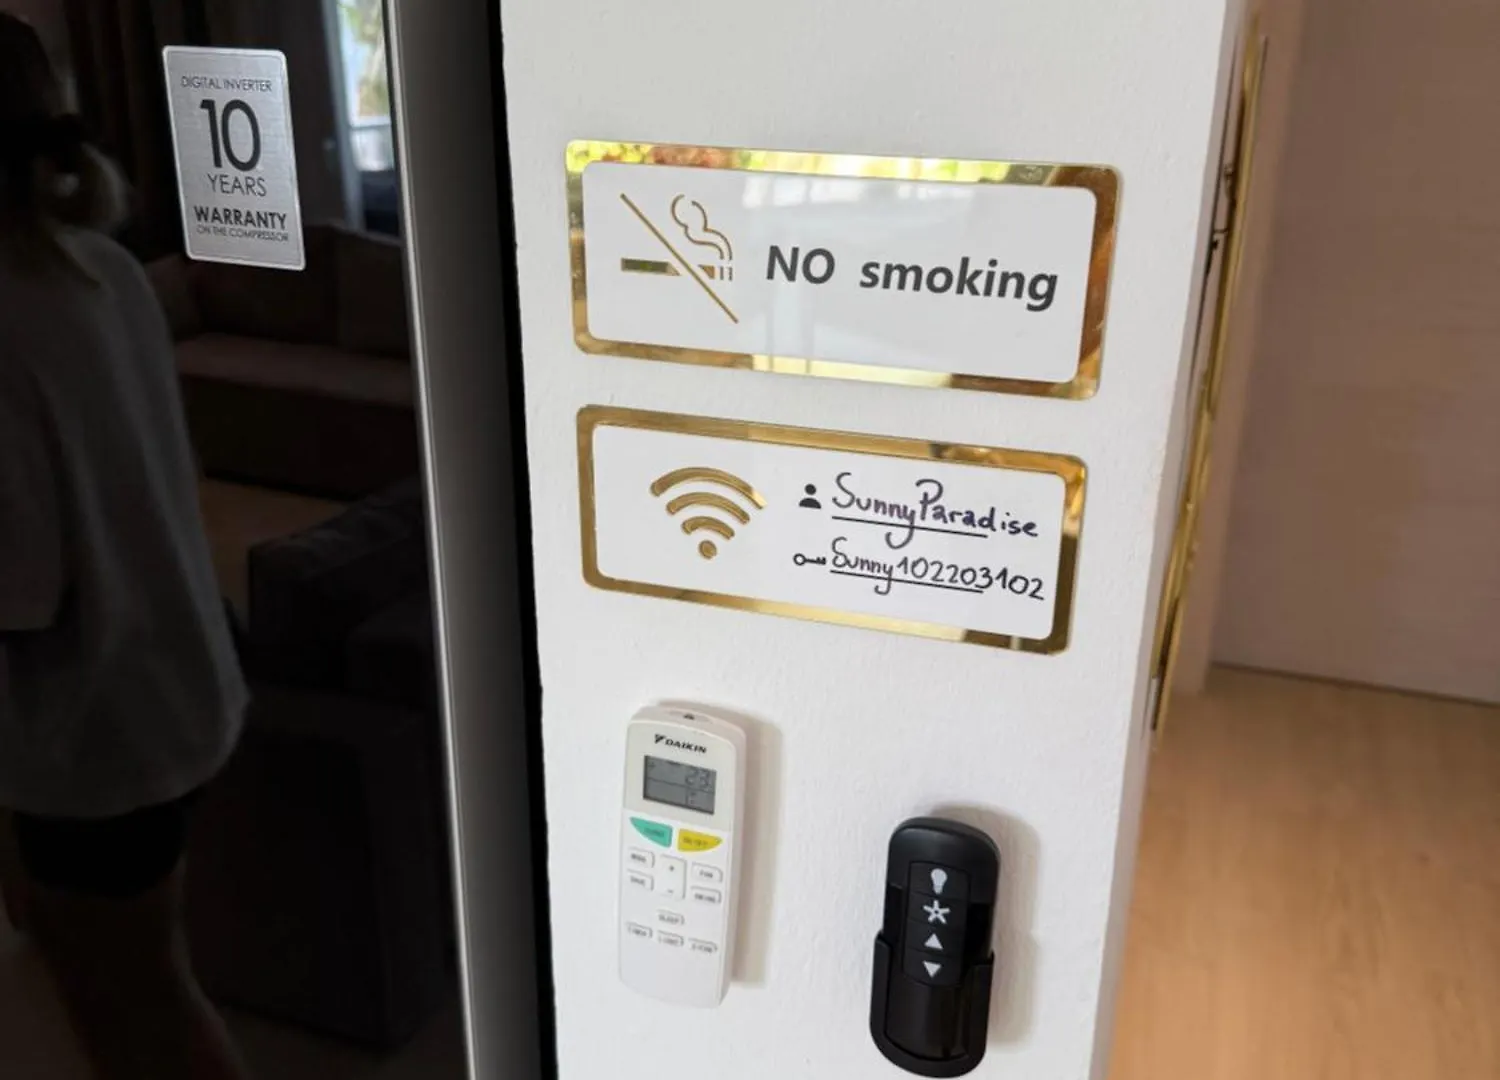 DIGITAL INVERTER
10
YEARS
WARRANTY
ON THE COMPRESSOR
NO smoking
SunnyParadise
Sunny102203102
DAIKIN
23